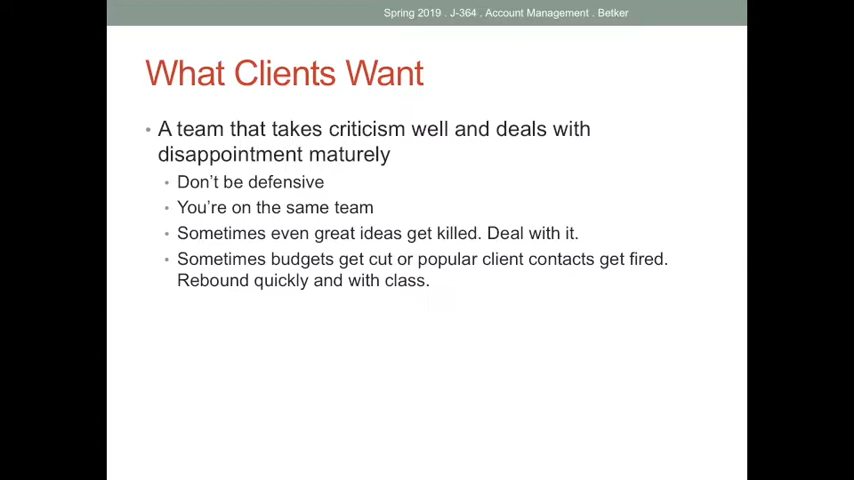 Spring 2019 . J-364 . Account Management . Betker
What Clients Want
• A team that takes criticism well and deals with
disappointment maturely
• Don't be defensive
• You're on the same team
• Sometimes even great ideas get killed. Deal with it.
• Sometimes budgets get cut or popular client contacts get fired.
Rebound quickly and with class.